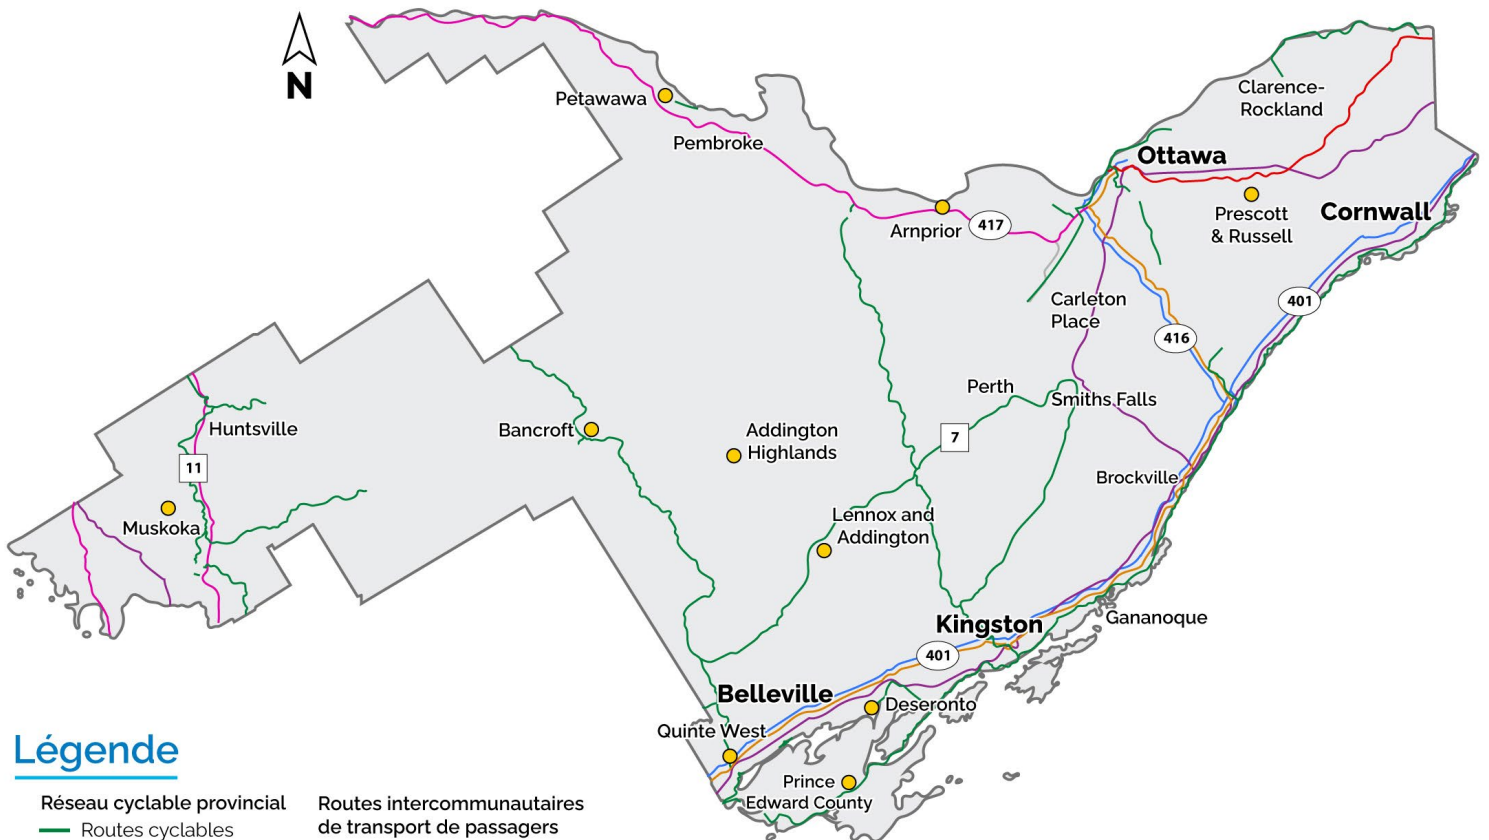 N
Petawawa
Pembroke
Clarence-
Rockland
Ottawa
Prescott
& Russell
Cornwall
Arnprior
417
Carleton
Place
401
416
Perth
Smiths Falls
Huntsville
Bancroft
Addington
Highlands
7
11
Brockville
Muskoka
Lennox and
Addington
Kingston
Gananoque
401
Belleville
Deseronto
Quinte West
Prince
Edward County
Légende
Réseau cyclable provincial
Routes cyclables
Routes intercommunautaires
de transport de passagers